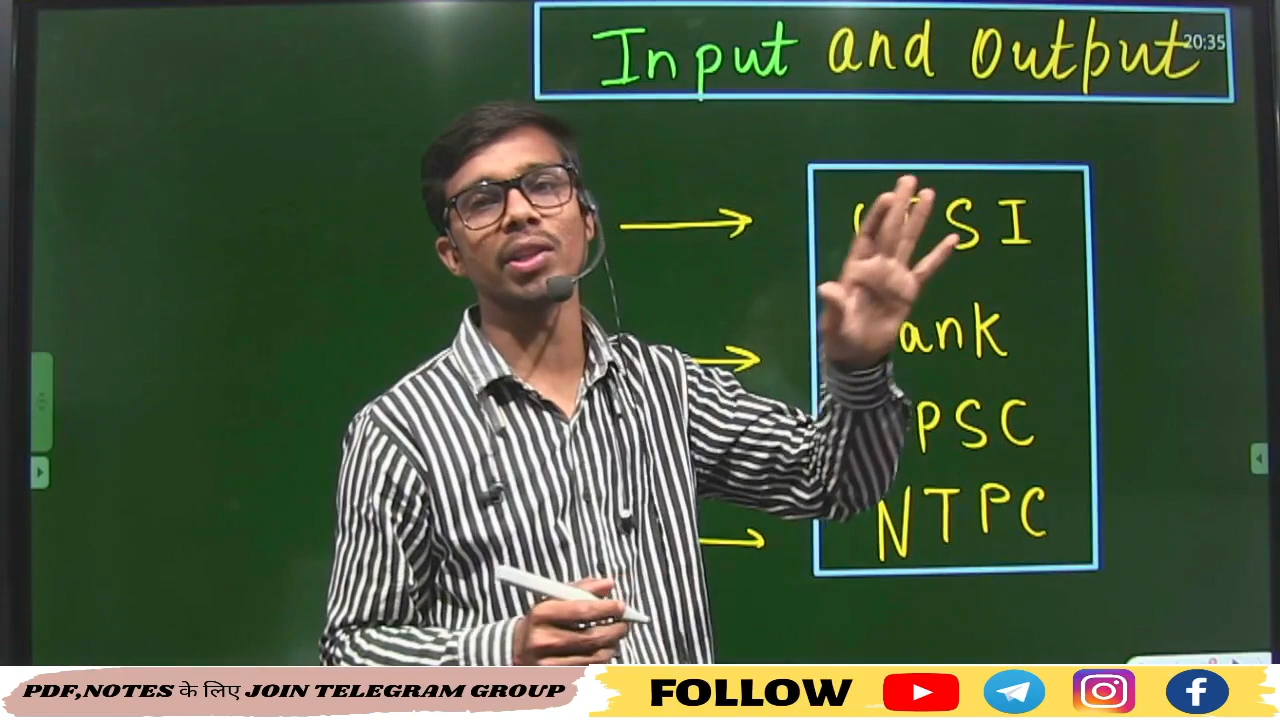 Input and Output
20:35
SI
ank
PSC
NTPC
PDF,NOTES के लिए JOIN TELEGRAM GROUP
FOLLOW